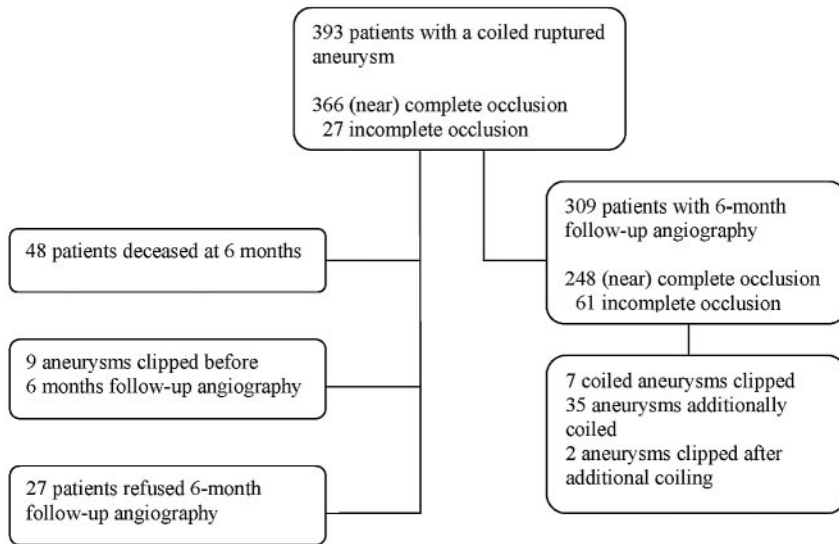 393 patients with a coiled ruptured
aneurysm
366 (near) complete occlusion
27 incomplete occlusion
309 patients with 6-month
follow-up angiography
248 (near) complete occlusion
61 incomplete occlusion
48 patients deceased at 6 months
9 aneurysms clipped before
6 months follow-up angiography
7 coiled aneurysms clipped
35 aneurysms additionally
coiled
2 aneurysms clipped after
additional coiling
27 patients refused 6-month
follow-up angiography